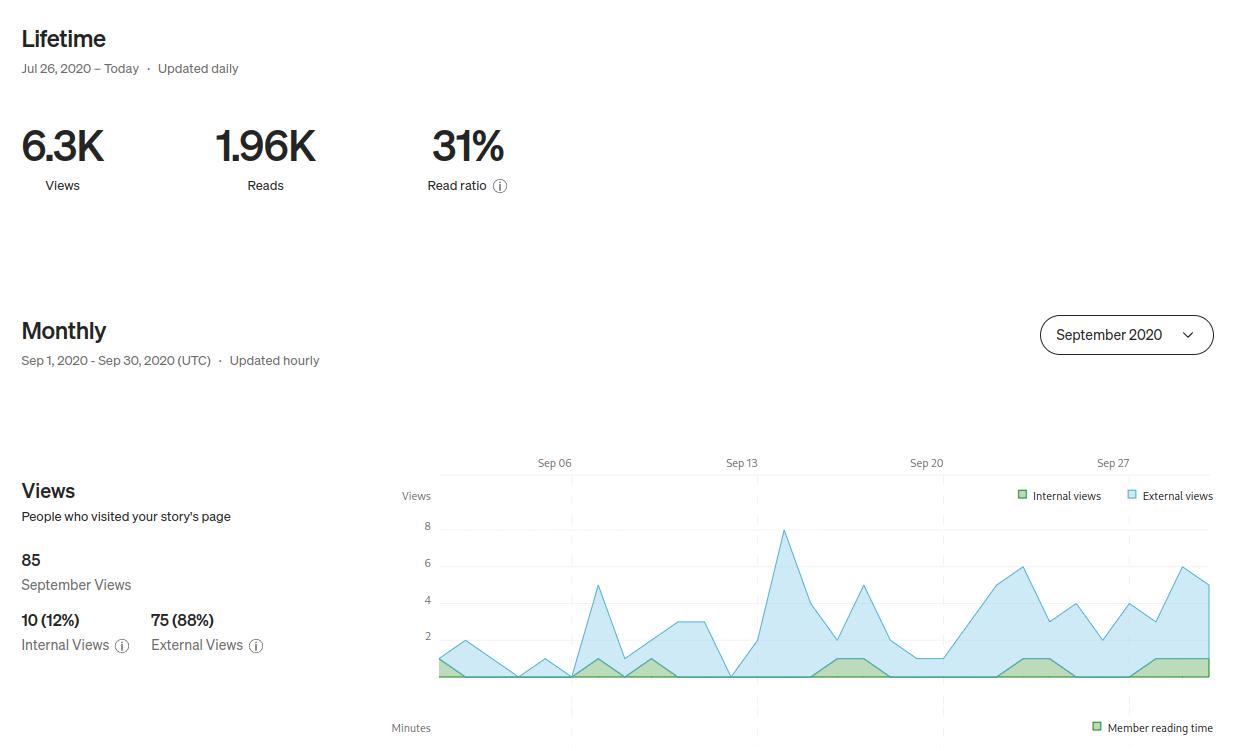 Lifetime
Jul 26, 2020 – Today · Updated daily
6.3K 1.96K 31%
Views Reads Read ratio
Monthly
September 2020
Sep 1, 2020 - Sep 30, 2020 (UTC) · Updated hourly
Sep 06 Sep 13 Sep 20 Sep 27
Views
People who visited your story's page
85
September Views
10 (12%) 75 (88%)
Internal Views External Views
Views Internal views External views
8
6
4
2
Minutes Member reading time